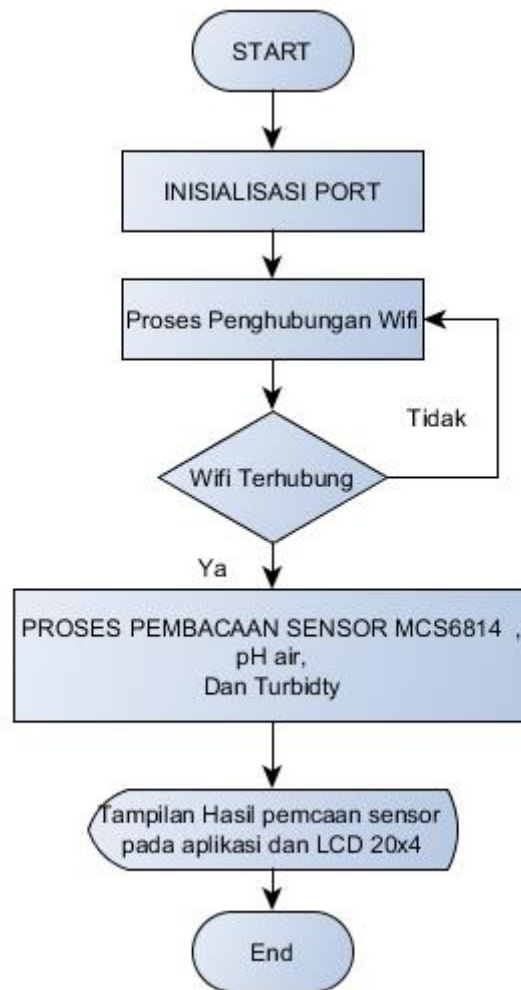 START
INISIALISASI PORT
Proses Penghubungan Wifi
Tidak
Wifi Terhubung
Ya
PROSES PEMBACAAN SENSOR MCS6814 ,
pH air,
Dan Turbidty
Tampilan Hasil pemcaan sensor
pada aplikasi dan LCD 20x4
End